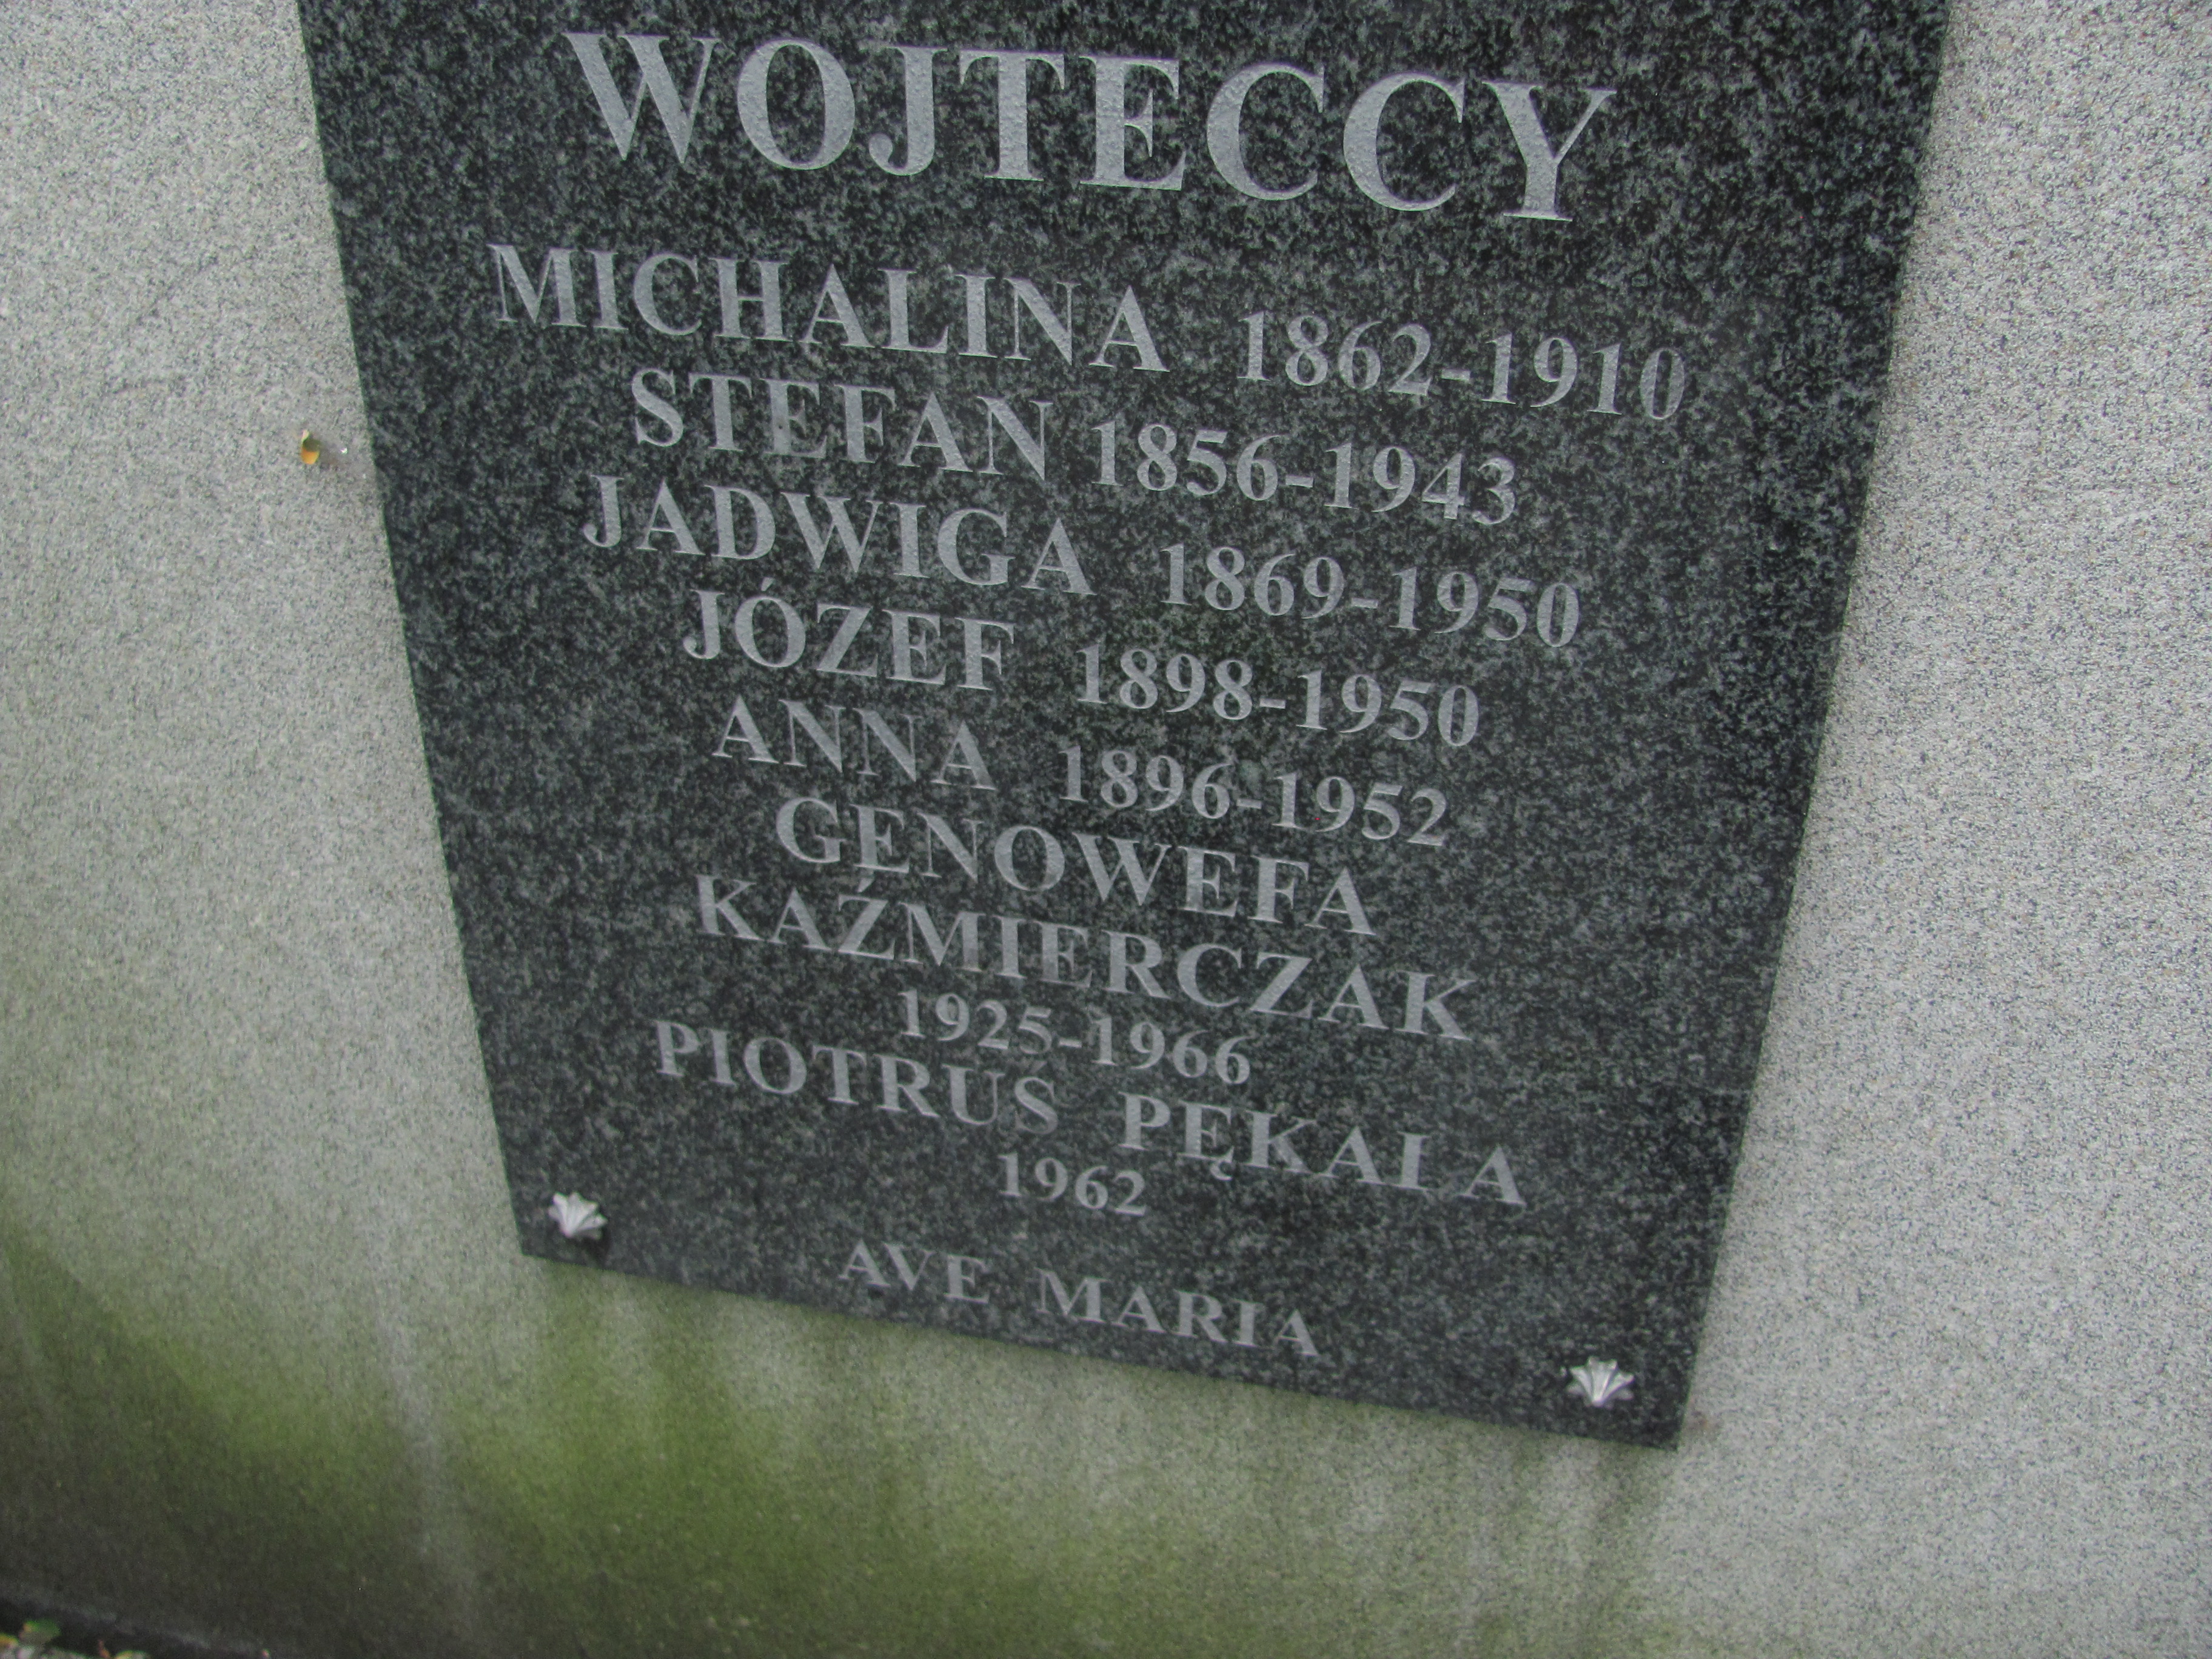 WOJTECCY
MICHALINA 1862-1910
STEFAN 1856-1943
JADWIGA 1869-1950
JÓZEF 1898-1950
ANNA 1896-1952
GENOWEFA
KAŹMIERCZAK
1925-1966
PIOTRUŚ PĘKALA
1962
AVE MARIA